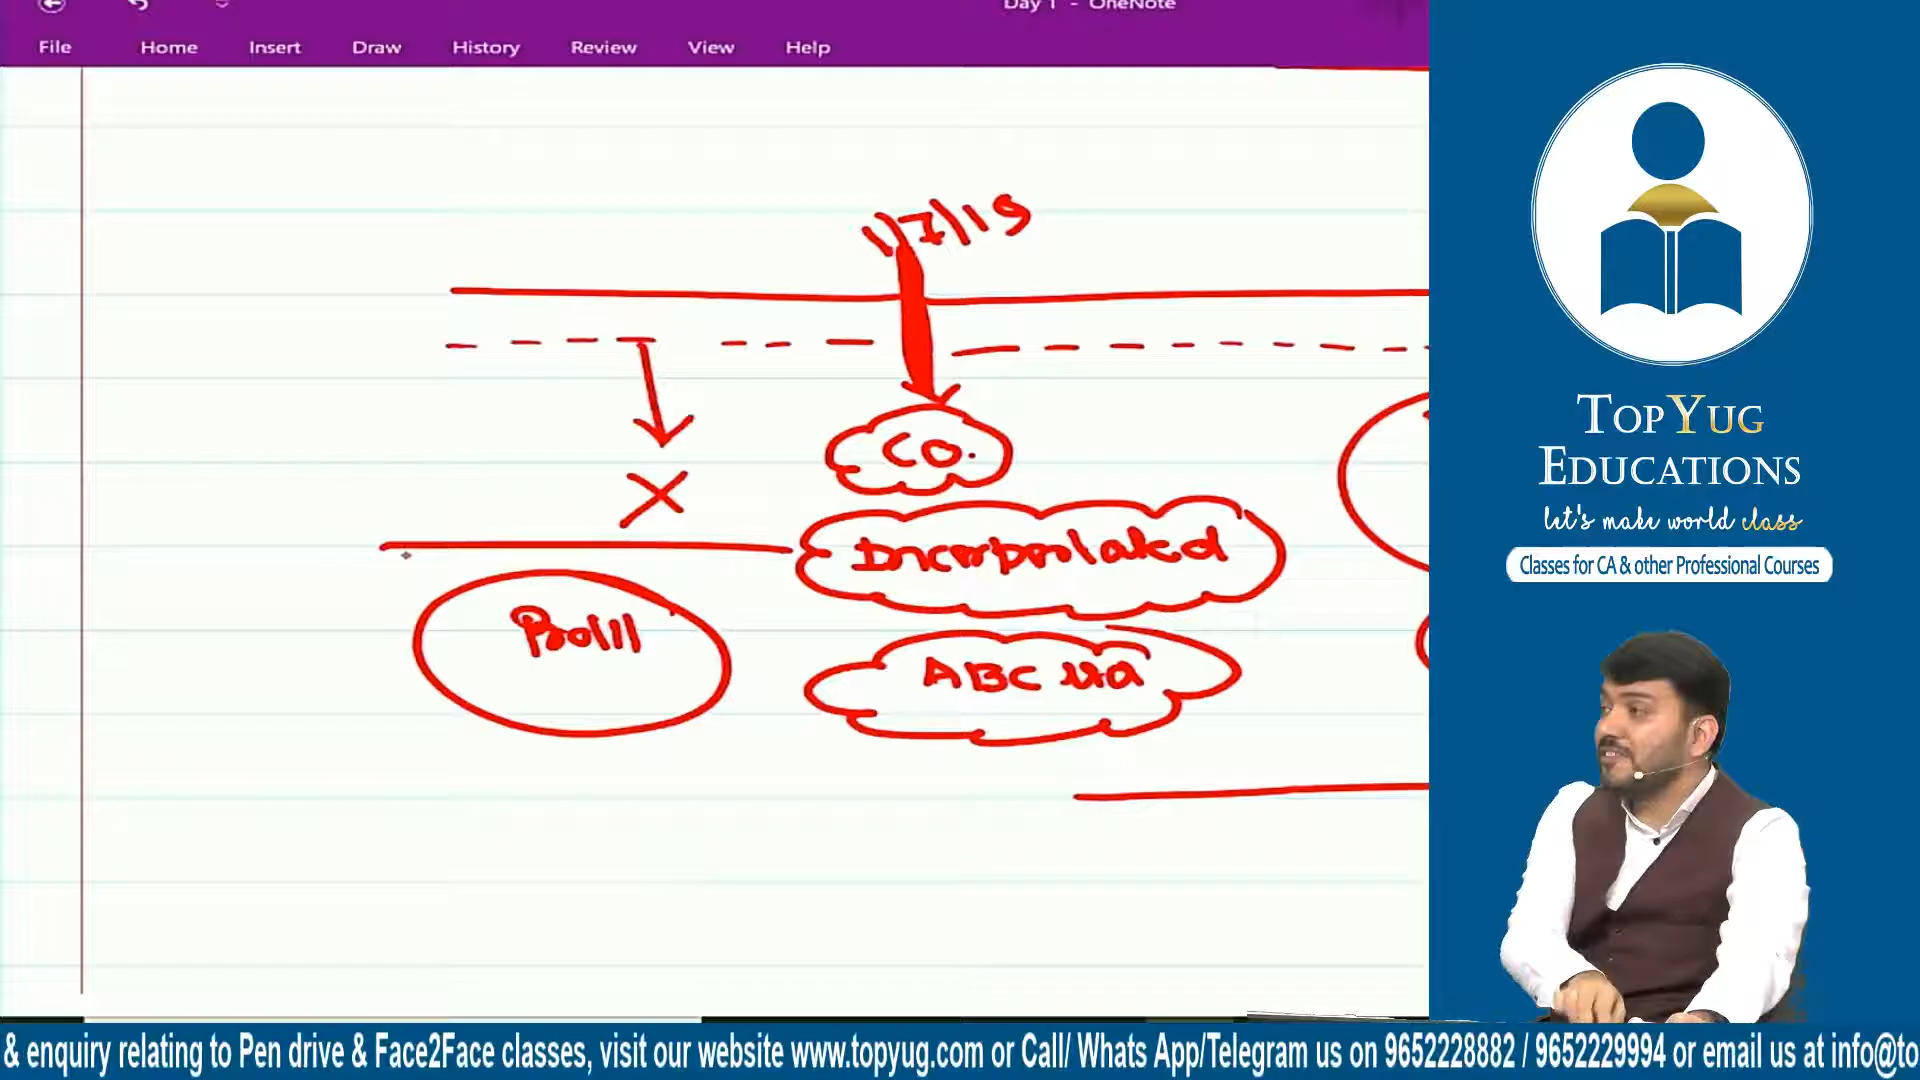 Day 1 - OneNote
File Home Insert Draw History Review View Help
1/7/19
CO.
Incorporated
ABC Ltd
TOPYUG
EDUCATIONS
let's make world class
Classes for CA & other Professional Courses
& enquiry relating to Pen drive & Face2Face classes, visit our website www.topyug.com or Call/ Whats App/Telegram us on 9652228882 / 9652229994 or email us at info@to